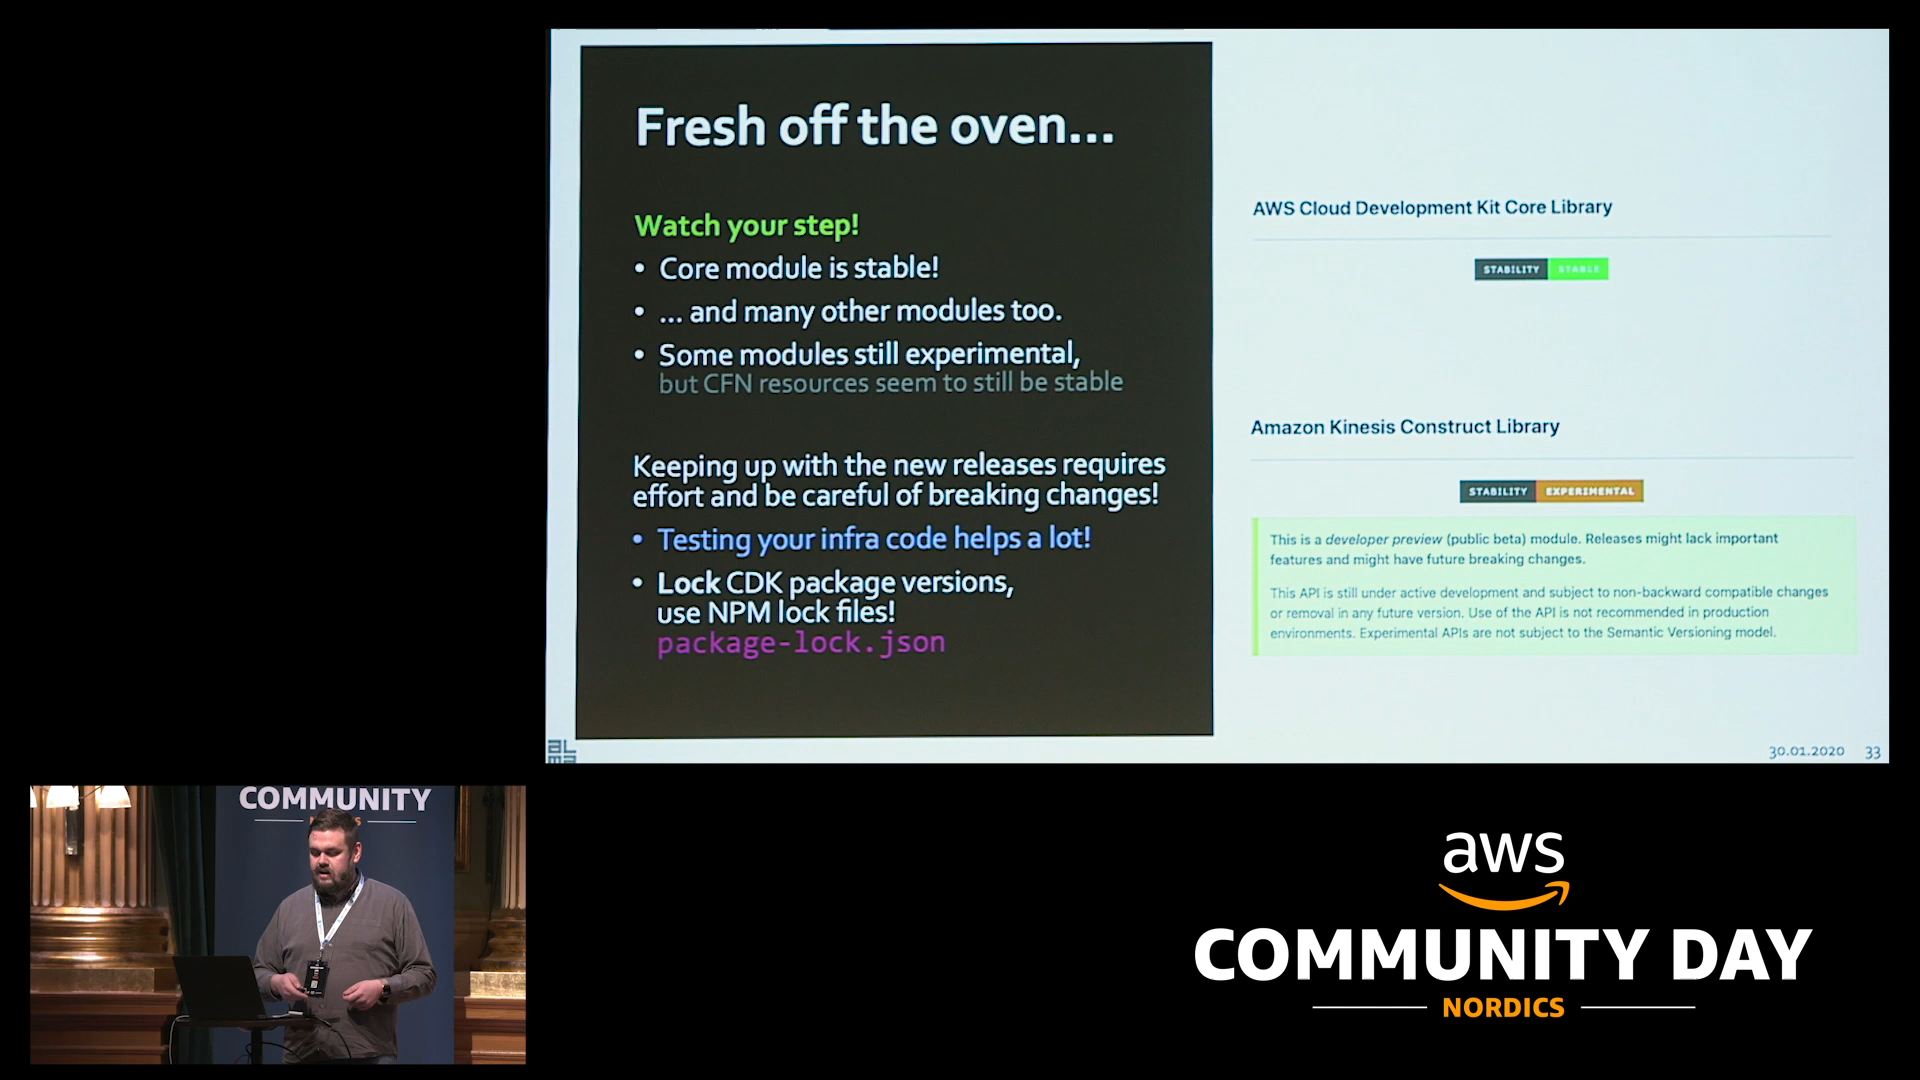 Fresh off the oven...
Watch your step!
• Core module is stable!
• ... and many other modules too.
• Some modules still experimental,
but CFN resources seem to still be stable
Keeping up with the new releases requires
effort and be careful of breaking changes!
• Testing your infra code helps a lot!
• Lock CDK package versions,
use NPM lock files!
package-lock.json
AWS Cloud Development Kit Core Library
STABILITY STABLE
Amazon Kinesis Construct Library
STABILITY EXPERIMENTAL
This is a developer preview (public beta) module. Releases might lack important
features and might have future breaking changes.
This API is still under active development and subject to non-backward compatible changes
or removal in any future version. Use of the API is not recommended in production
environments. Experimental APIs are not subject to the Semantic Versioning model.
30.01.2020 33
COMMUNITY
aws
COMMUNITY DAY
NORDICS